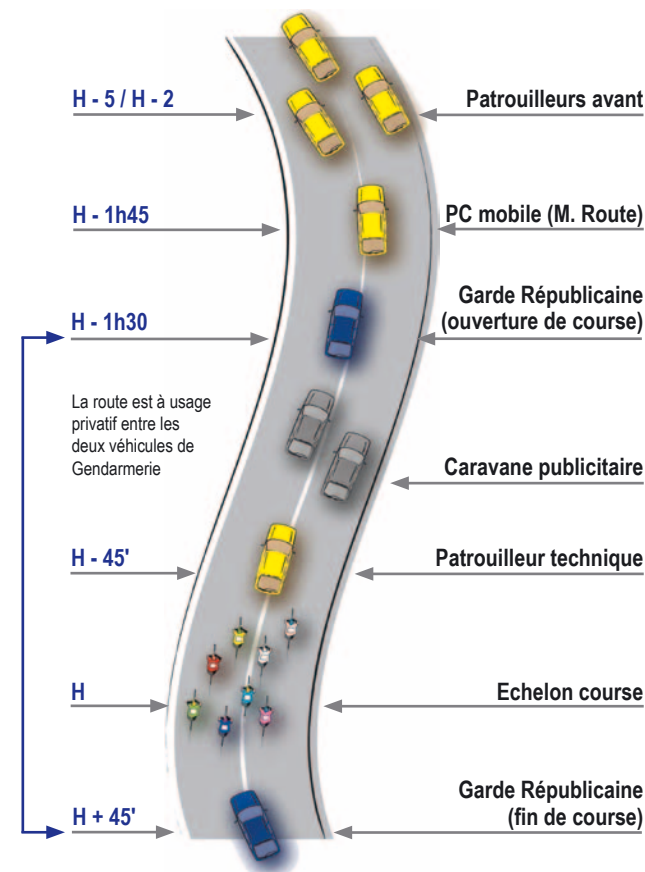 H - 5 / H - 2
Patrouilleurs avant
H - 1h45
PC mobile (M. Route)
H - 1h30
Garde Républicaine
(ouverture de course)
La route est à usage
privatif entre les
deux véhicules de
Gendarmerie
Caravane publicitaire
H - 45'
Patrouilleur technique
H
Echelon course
H + 45'
Garde Républicaine
(fin de course)